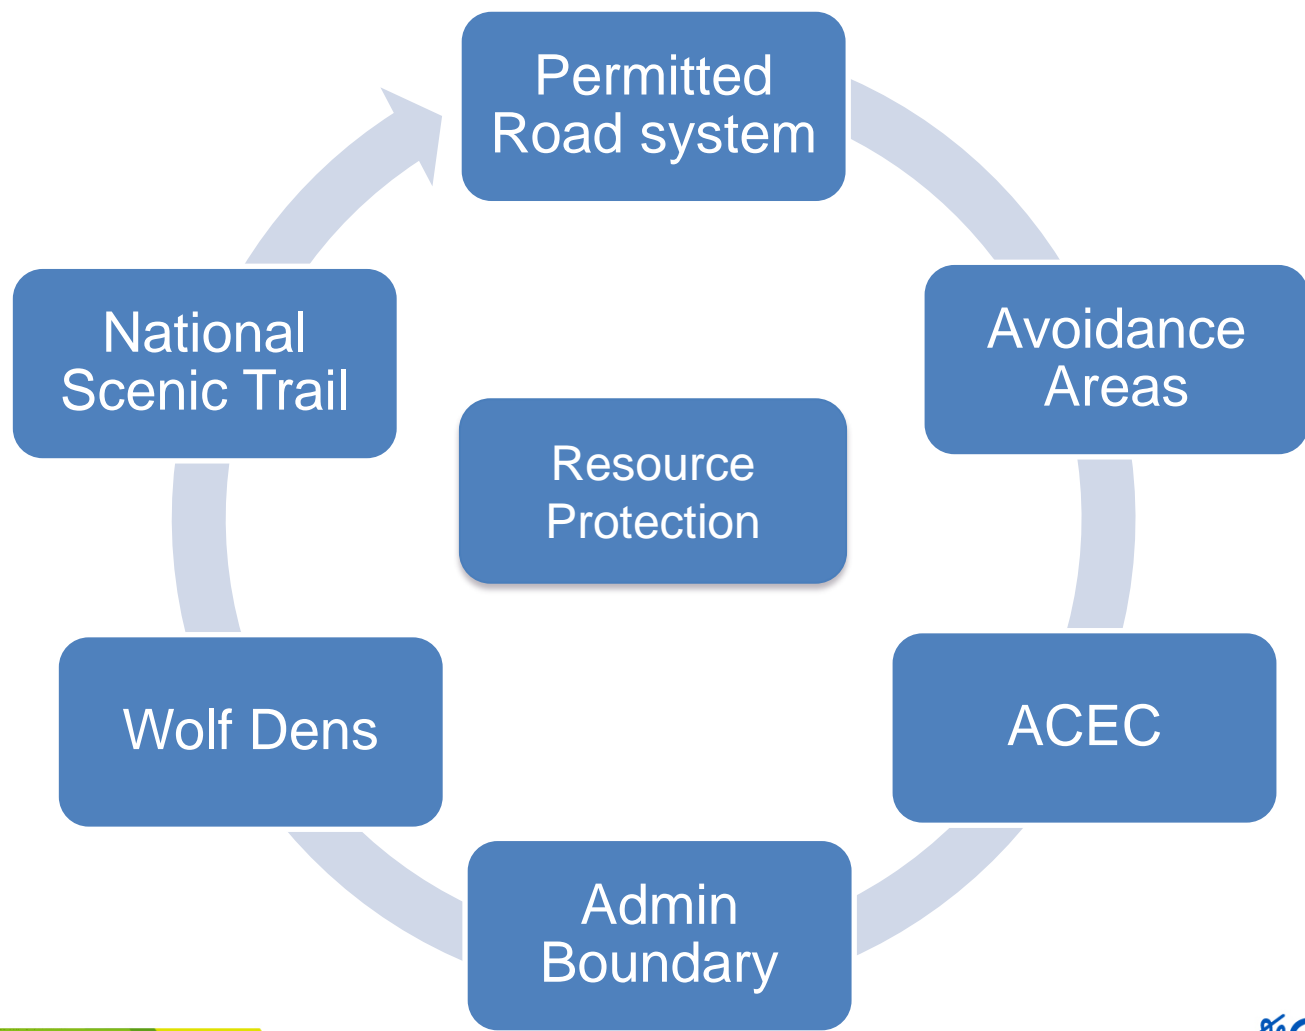 Permitted
Road system
Avoidance
Areas
ACEC
Admin
Boundary
Wolf Dens
National
Scenic Trail
Resource
Protection